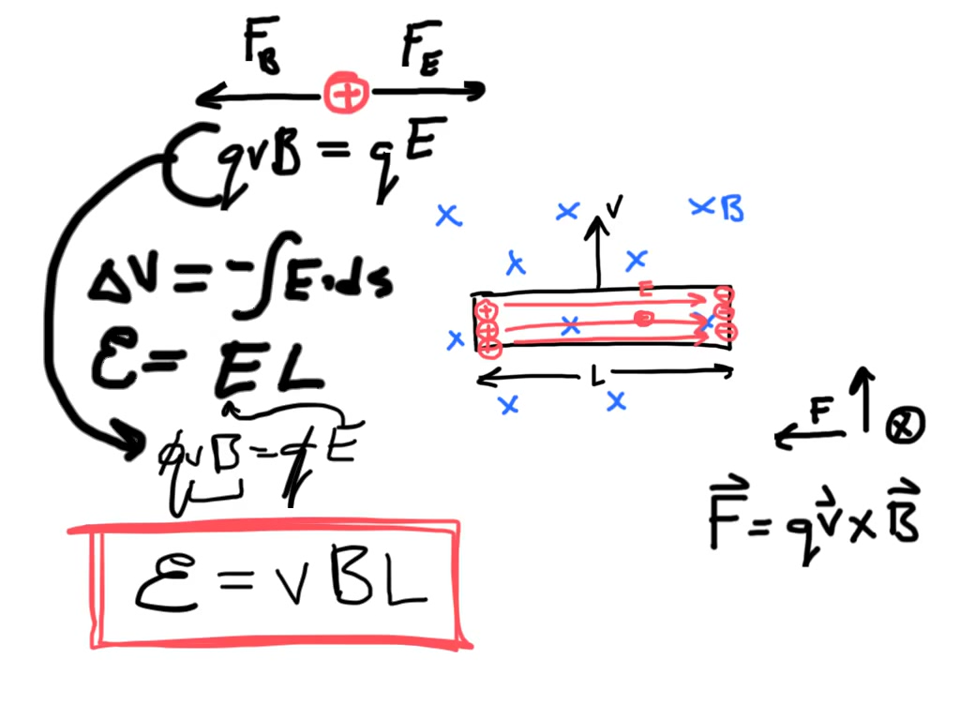 F_B F_E
+
qvB = qE
ΔV = -∫E·ds
ℰ = EL
qvB = qE
ℰ = vBL
x x x B
v
x x
E
+ -
+ x E x -
+ -
x
L
x x
F x
F⃗ = qv⃗ x B⃗